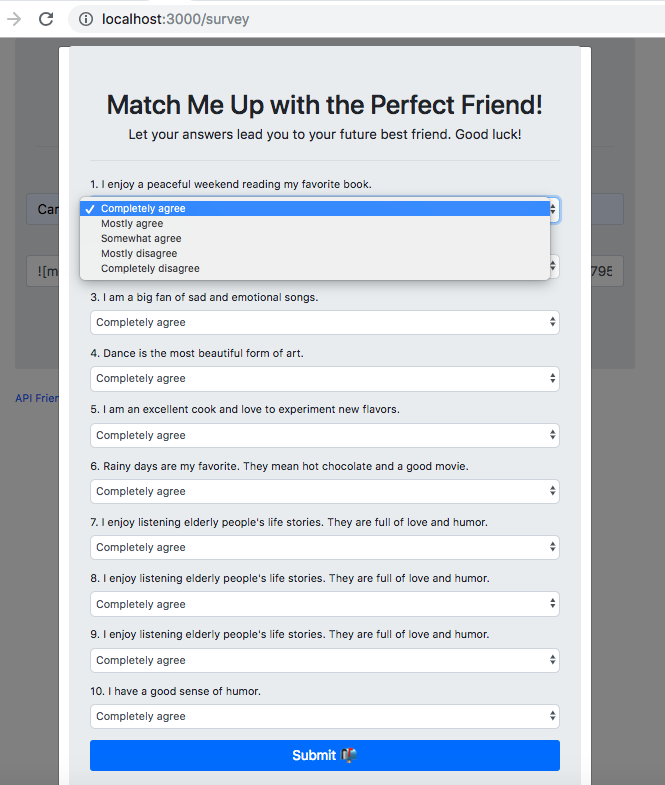 localhost:3000/survey
Match Me Up with the Perfect Friend!
Let your answers lead you to your future best friend. Good luck!
1. I enjoy a peaceful weekend reading my favorite book.
Car
✓ Completely agree
Mostly agree
Somewhat agree
Mostly disagree
Completely disagree
![m
795
3. I am a big fan of sad and emotional songs.
Completely agree
4. Dance is the most beautiful form of art.
Completely agree
API Frien
5. I am an excellent cook and love to experiment new flavors.
Completely agree
6. Rainy days are my favorite. They mean hot chocolate and a good movie.
Completely agree
7. I enjoy listening elderly people's life stories. They are full of love and humor.
Completely agree
8. I enjoy listening elderly people's life stories. They are full of love and humor.
Completely agree
9. I enjoy listening elderly people's life stories. They are full of love and humor.
Completely agree
10. I have a good sense of humor.
Completely agree
Submit